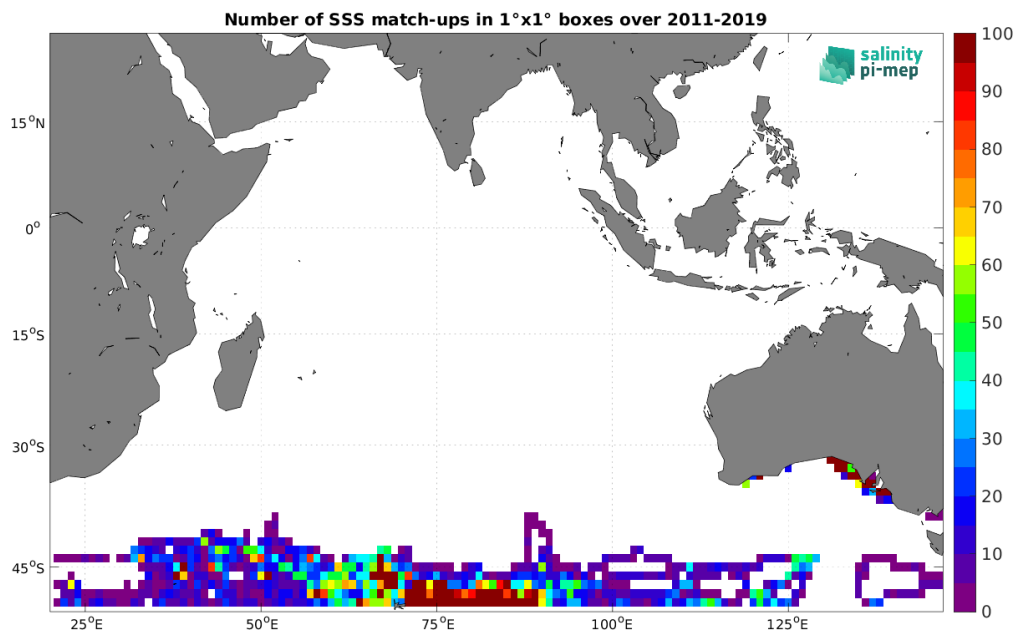 Number of SSS match-ups in 1°x1° boxes over 2011-2019
salinity
pi-mep
15°N
0°
15°S
30°S
45°S
25°E
50°E
75°E
100°E
125°E
100
90
80
70
60
50
40
30
20
10
0